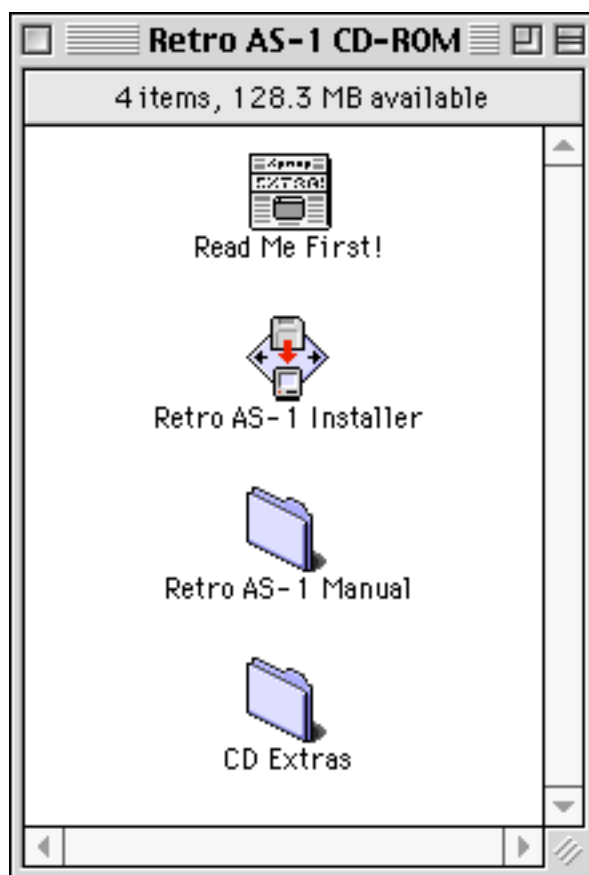 Retro AS-1 CD-ROM
4 items, 128.3 MB available
EXTRA!
Read Me First!
Retro AS-1 Installer
Retro AS-1 Manual
CD Extras